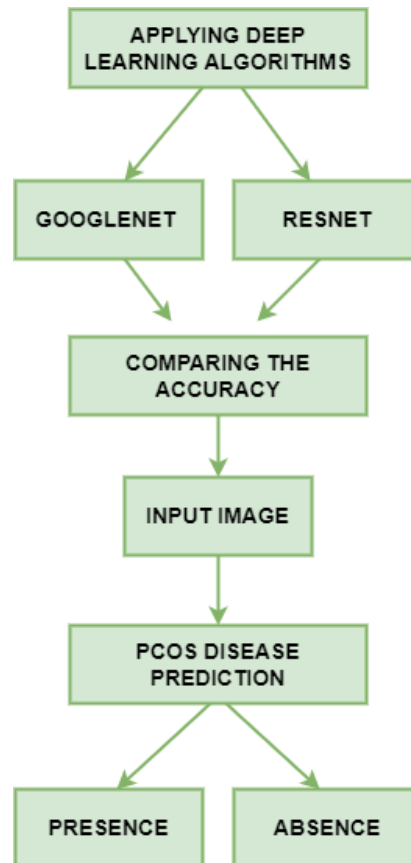 APPLYING DEEP
LEARNING ALGORITHMS
GOOGLENET
RESNET
COMPARING THE
ACCURACY
INPUT IMAGE
PCOS DISEASE
PREDICTION
PRESENCE
ABSENCE